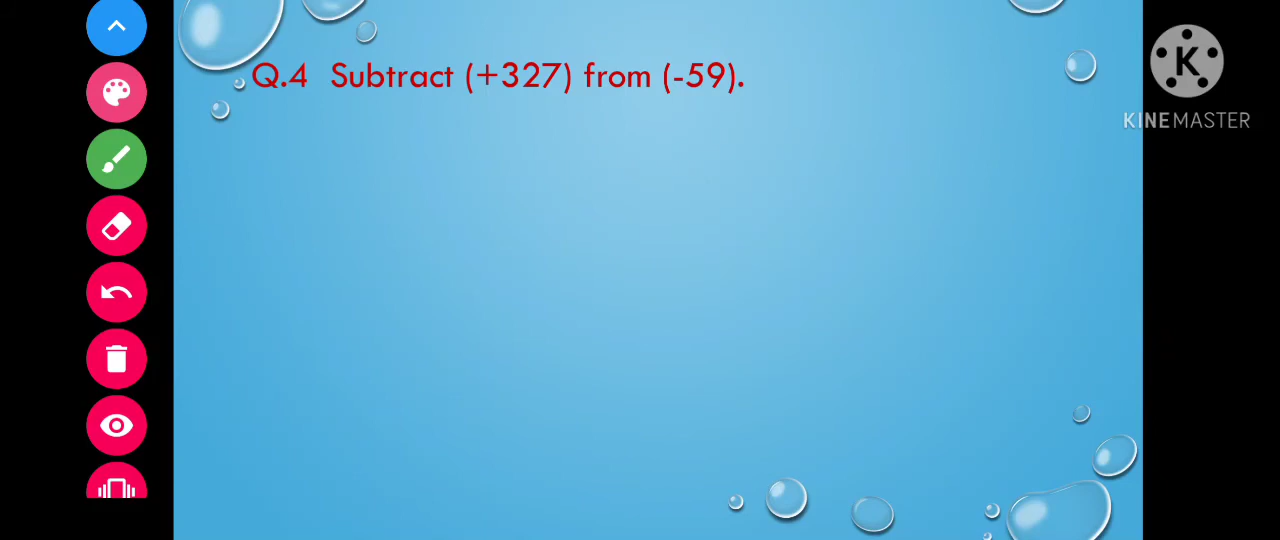 Q.4 Subtract (+327) from (-59).
K
KINEMASTER